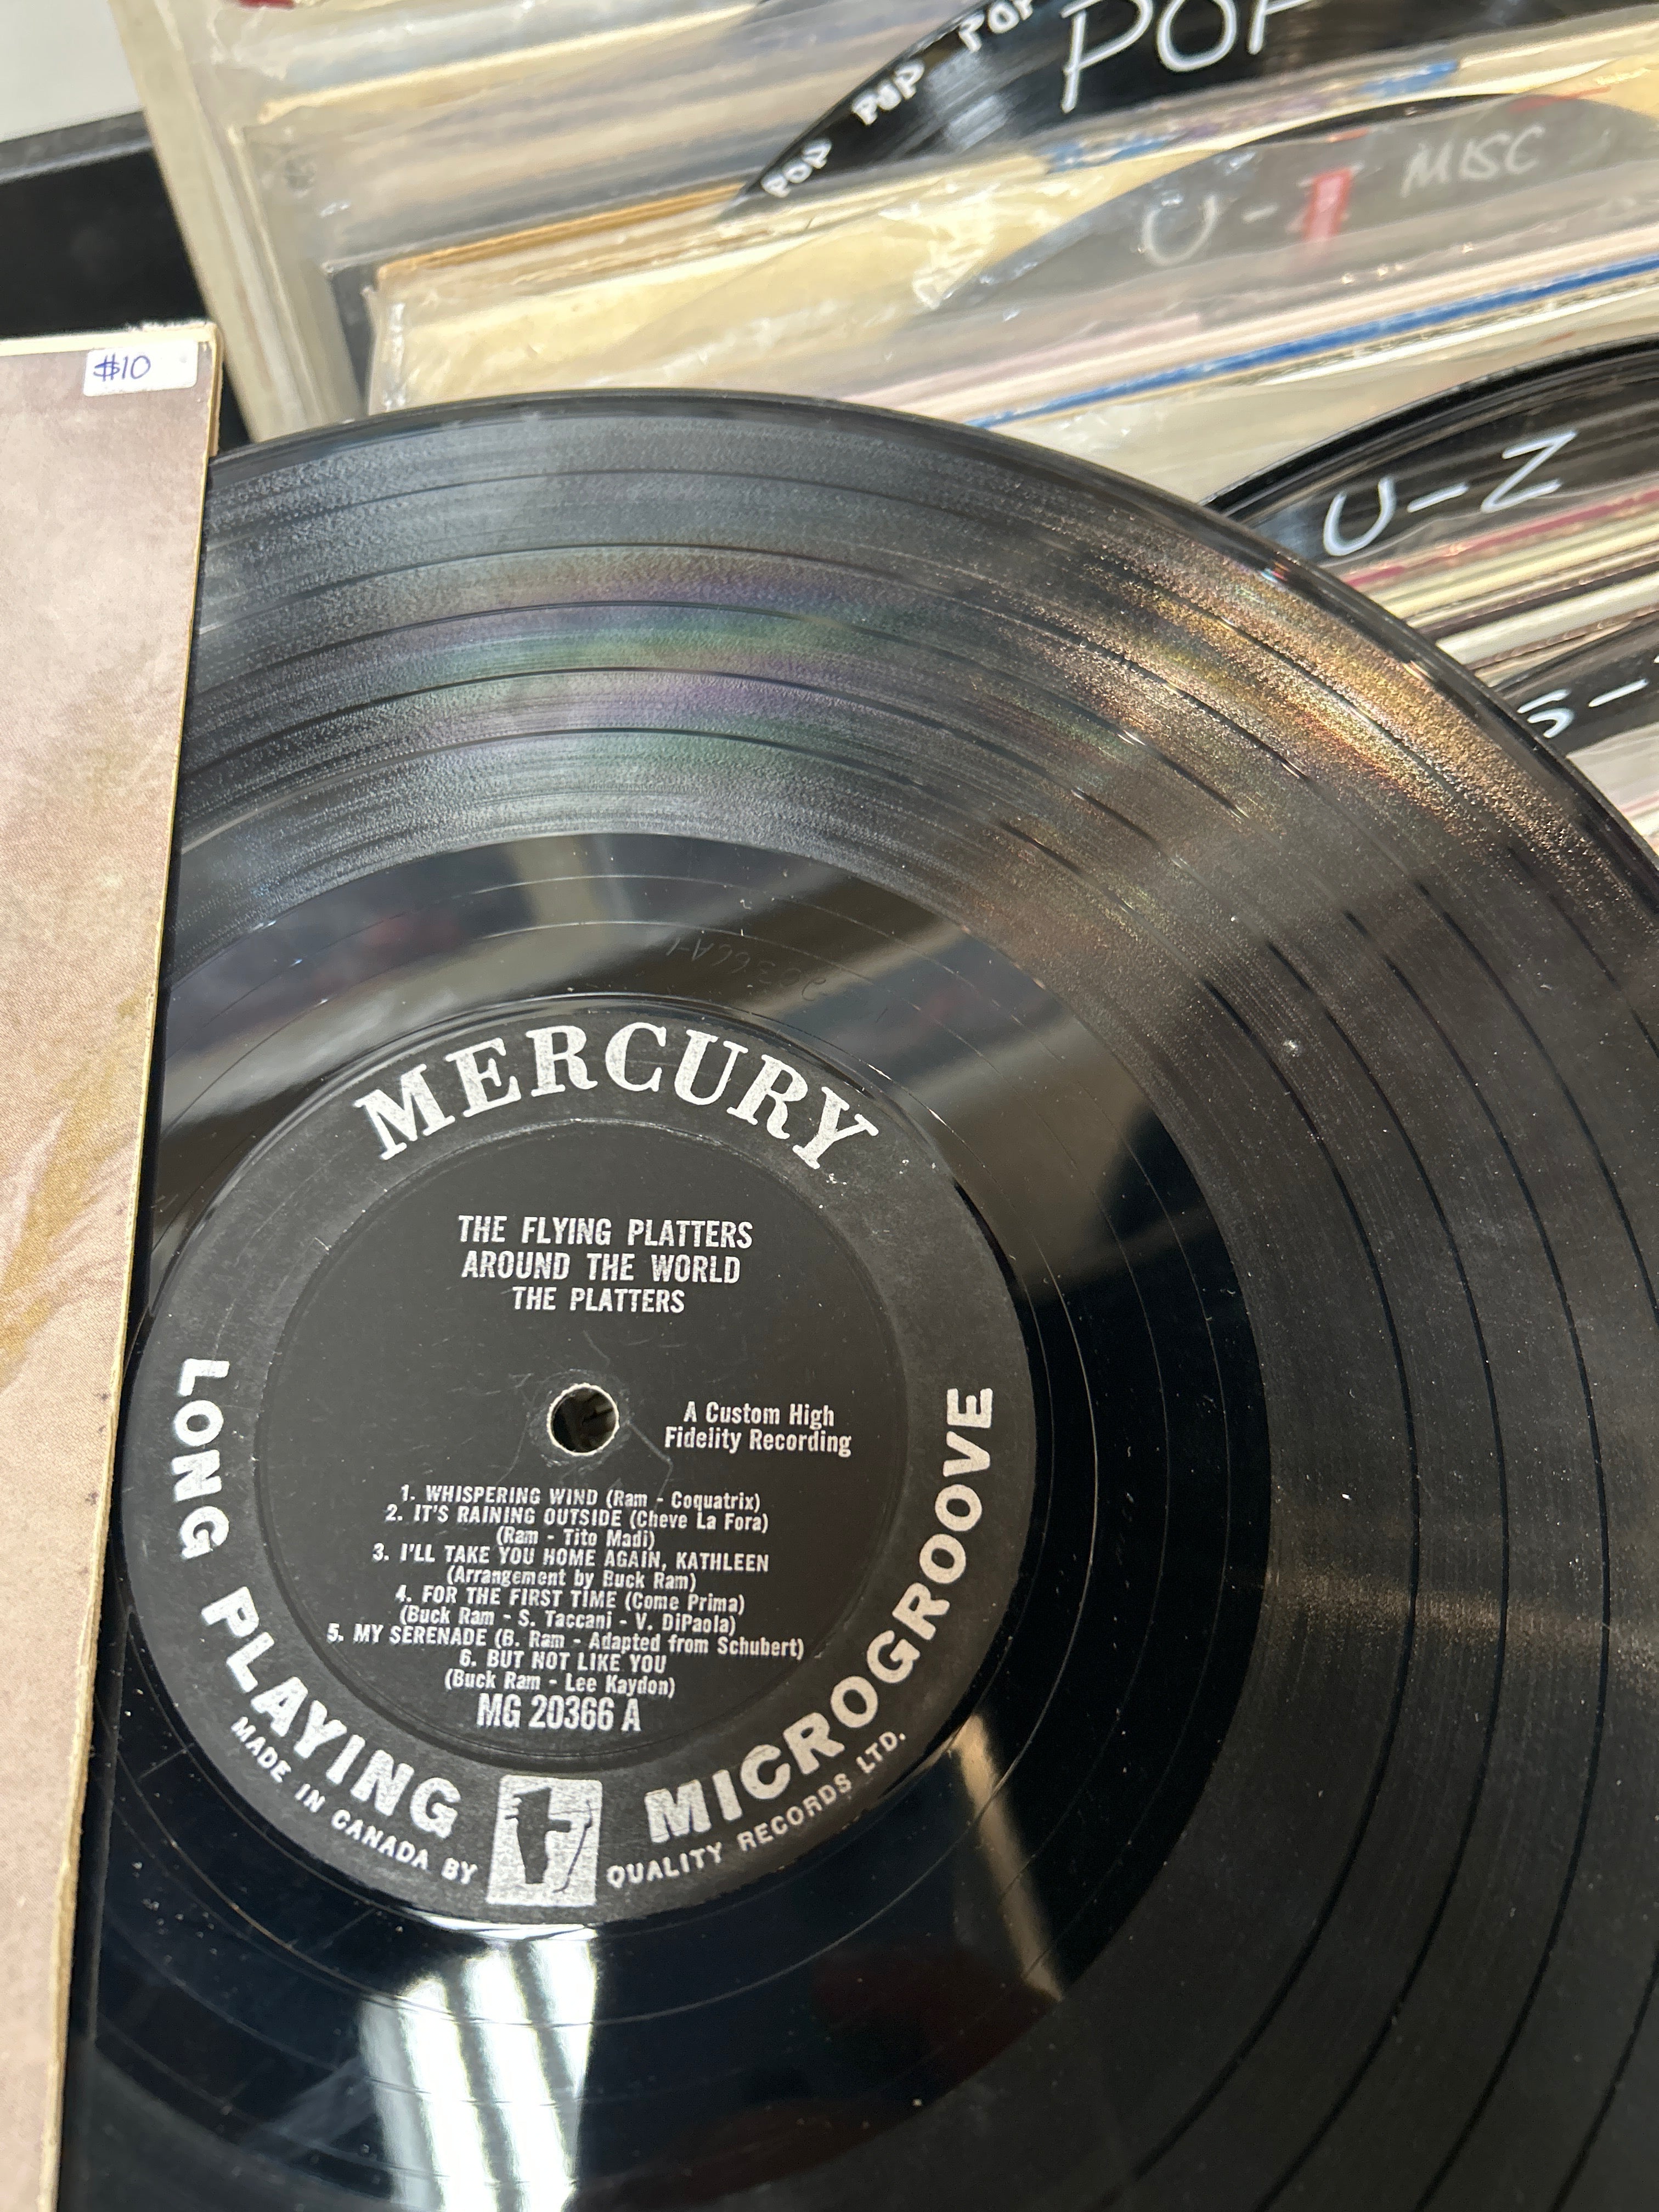 POP
POP
POP
POP
U-Z MISC
U-Z
S-
$10
20366A-1
MERCURY
THE FLYING PLATTERS
AROUND THE WORLD
THE PLATTERS
A Custom High
Fidelity Recording
1. WHISPERING WIND (Ram - Coquatrix)
2. IT'S RAINING OUTSIDE (Cheve La Fora)
(Ram - Tito Madi)
3. I'LL TAKE YOU HOME AGAIN, KATHLEEN
(Arrangement by Buck Ram)
4. FOR THE FIRST TIME (Come Prima)
(Buck Ram - S. Taccani - V. DiPaola)
5. MY SERENADE (B. Ram - Adapted from Schubert)
6. BUT NOT LIKE YOU
(Buck Ram - Lee Kaydon)
MG 20366 A
LONG PLAYING MICROGROOVE
MADE IN CANADA BY QUALITY RECORDS LTD.